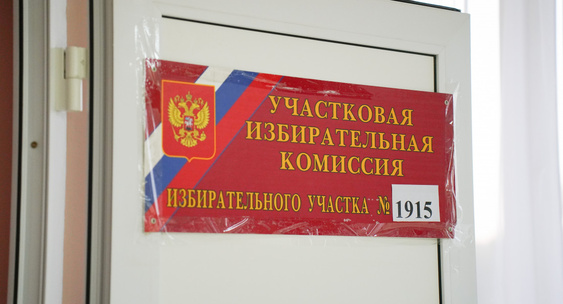 УЧАСТКОВАЯ
ИЗБИРАТЕЛЬНАЯ
КОМИССИЯ
ИЗБИРАТЕЛЬНОГО УЧАСТКА № 1915